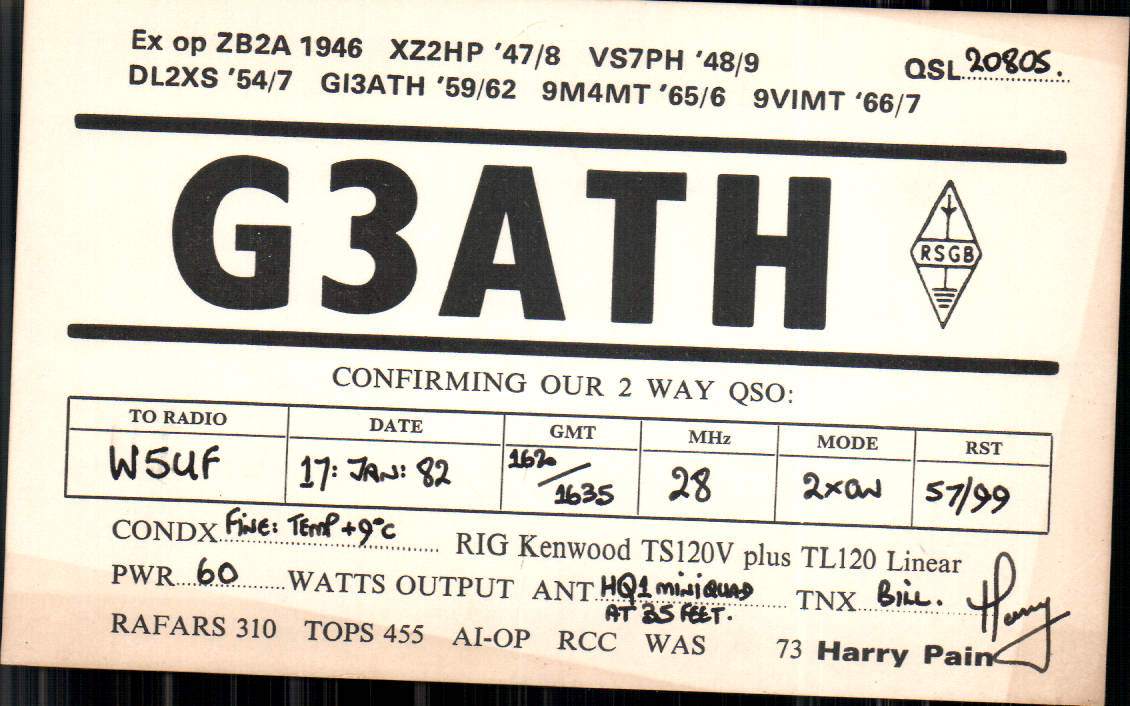 Ex op ZB2A 1946 XZ2HP '47/8 VS7PH '48/9 QSL 20805.
DL2XS '54/7 GI3ATH '59/62 9M4MT '65/6 9VIMT '66/7
G3ATH
RSGB
CONFIRMING OUR 2 WAY QSO:
TO RADIO DATE GMT MHz MODE RST
W5UF 17: JAN: 82 1620/1635 28 2xCW 57/99
CONDX FINE: TEMP +9°C RIG Kenwood TS120V plus TL120 Linear
PWR 60 WATTS OUTPUT ANT HQ1 MINIQUAD TNX BILL. Harry
AT 35 FEET.
RAFARS 310 TOPS 455 AI-OP RCC WAS 73 Harry Pain